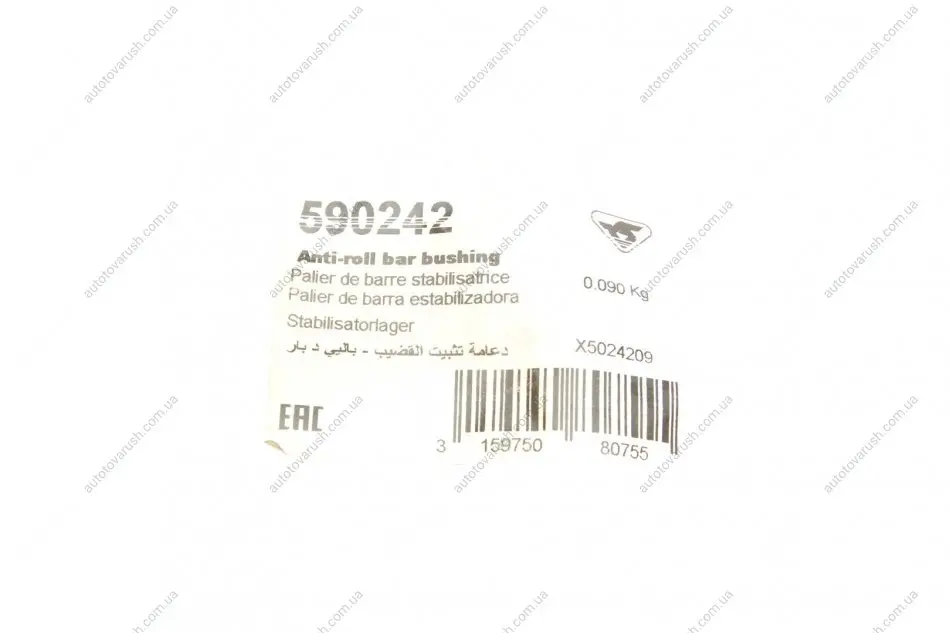 590242
Anti-roll bar bushing
Palier de barre stabilisatrice
Palier de barra estabilizadora
Stabilisatorlager
دعامة تثبيت القضيب - باليي د بار
0.090 Kg
X5024209
EAC
3 159750 80755
autotovarush.com.ua